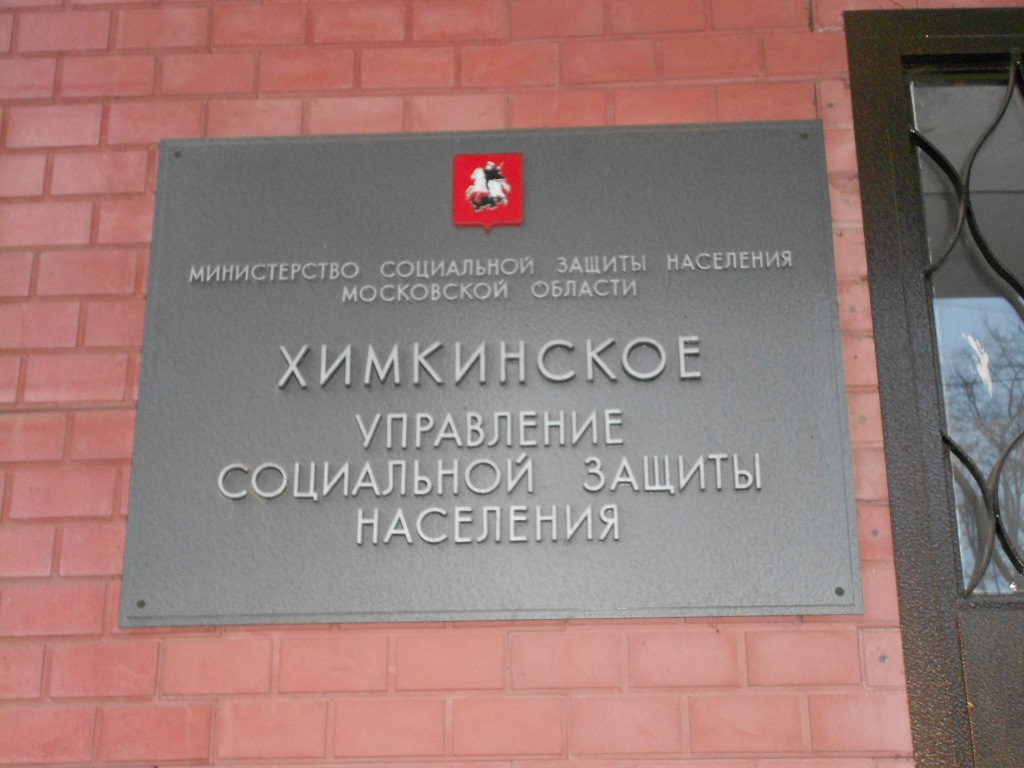 МИНИСТЕРСТВО СОЦИАЛЬНОЙ ЗАЩИТЫ НАСЕЛЕНИЯ
МОСКОВСКОЙ ОБЛАСТИ
ХИМКИНСКОЕ
УПРАВЛЕНИЕ
СОЦИАЛЬНОЙ ЗАЩИТЫ
НАСЕЛЕНИЯ